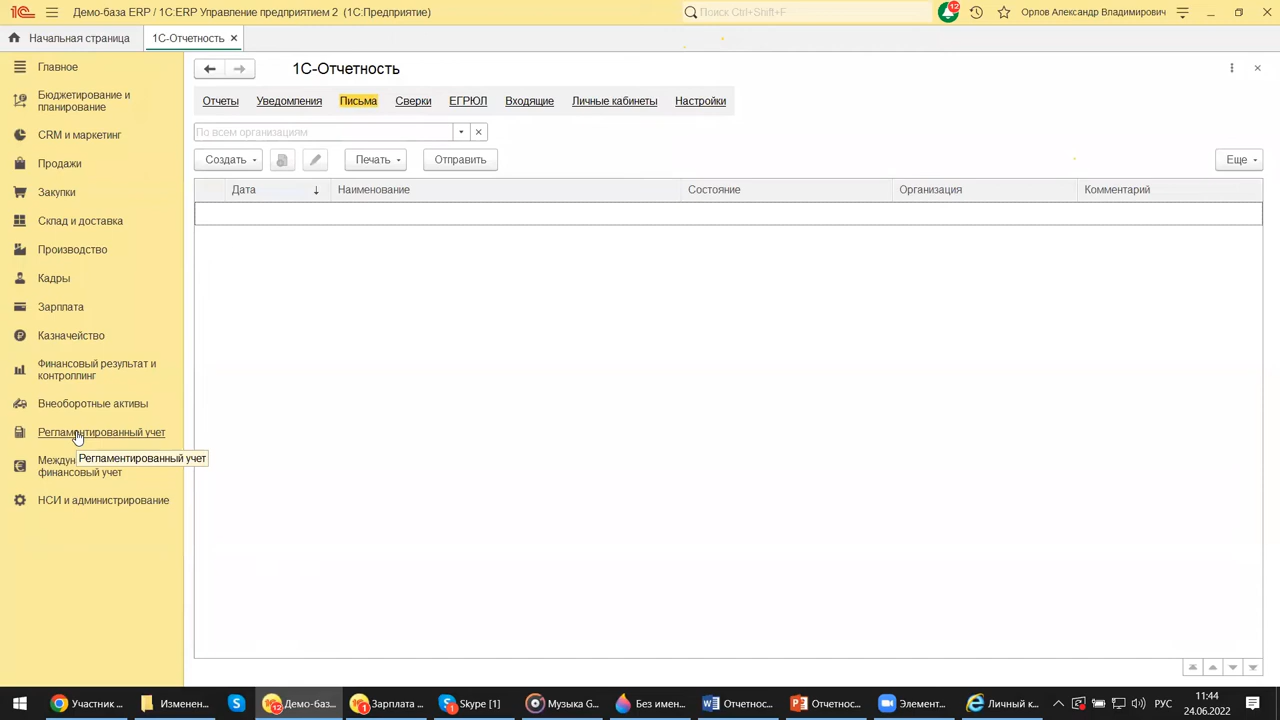 Демо-база ERP / 1C:ERP Управление предприятием 2 (1С:Предприятие)
Поиск Ctrl+Shift+F
12
Орлов Александр Владимирович
Начальная страница
1С-Отчетность
Главное
Бюджетирование и
планирование
CRM и маркетинг
Продажи
Закупки
Склад и доставка
Производство
Кадры
Зарплата
Казначейство
Финансовый результат и
контроллинг
Внеоборотные активы
Регламентированный учет
Регламентированный учет
Междун
финансовый учет
НСИ и администрирование
1С-Отчетность
Отчеты Уведомления Письма Сверки ЕГРЮЛ Входящие Личные кабинеты Настройки
По всем организациям
Создать Печать Отправить Еще
Дата Наименование Состояние Организация Комментарий
Участник ... Изменен... Демо-баз... Зарплата ... Skype [1] Музыка G... Без имен... Отчетнос... Отчетнос... Элемент... Личный к... РУС
11:44
24.06.2022